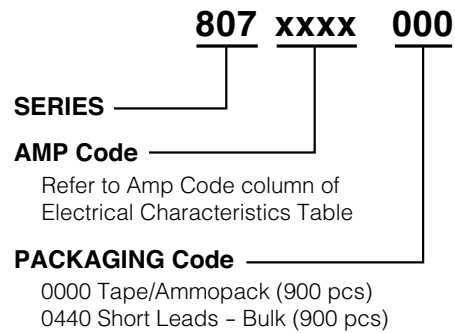 807 xxxx 000
SERIES
AMP Code
Refer to Amp Code column of
Electrical Characteristics Table
PACKAGING Code
0000 Tape/Ammopack (900 pcs)
0440 Short Leads – Bulk (900 pcs)